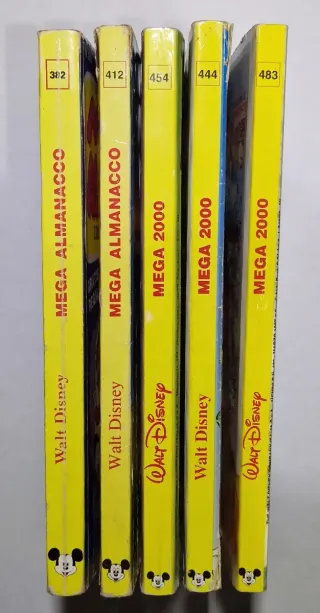 382
MEGA ALMANACCO
Walt Disney
412
MEGA ALMANACCO
Walt Disney
454
MEGA 2000
Walt Disney
444
MEGA 2000
Walt Disney
483
MEGA 2000
Walt Disney